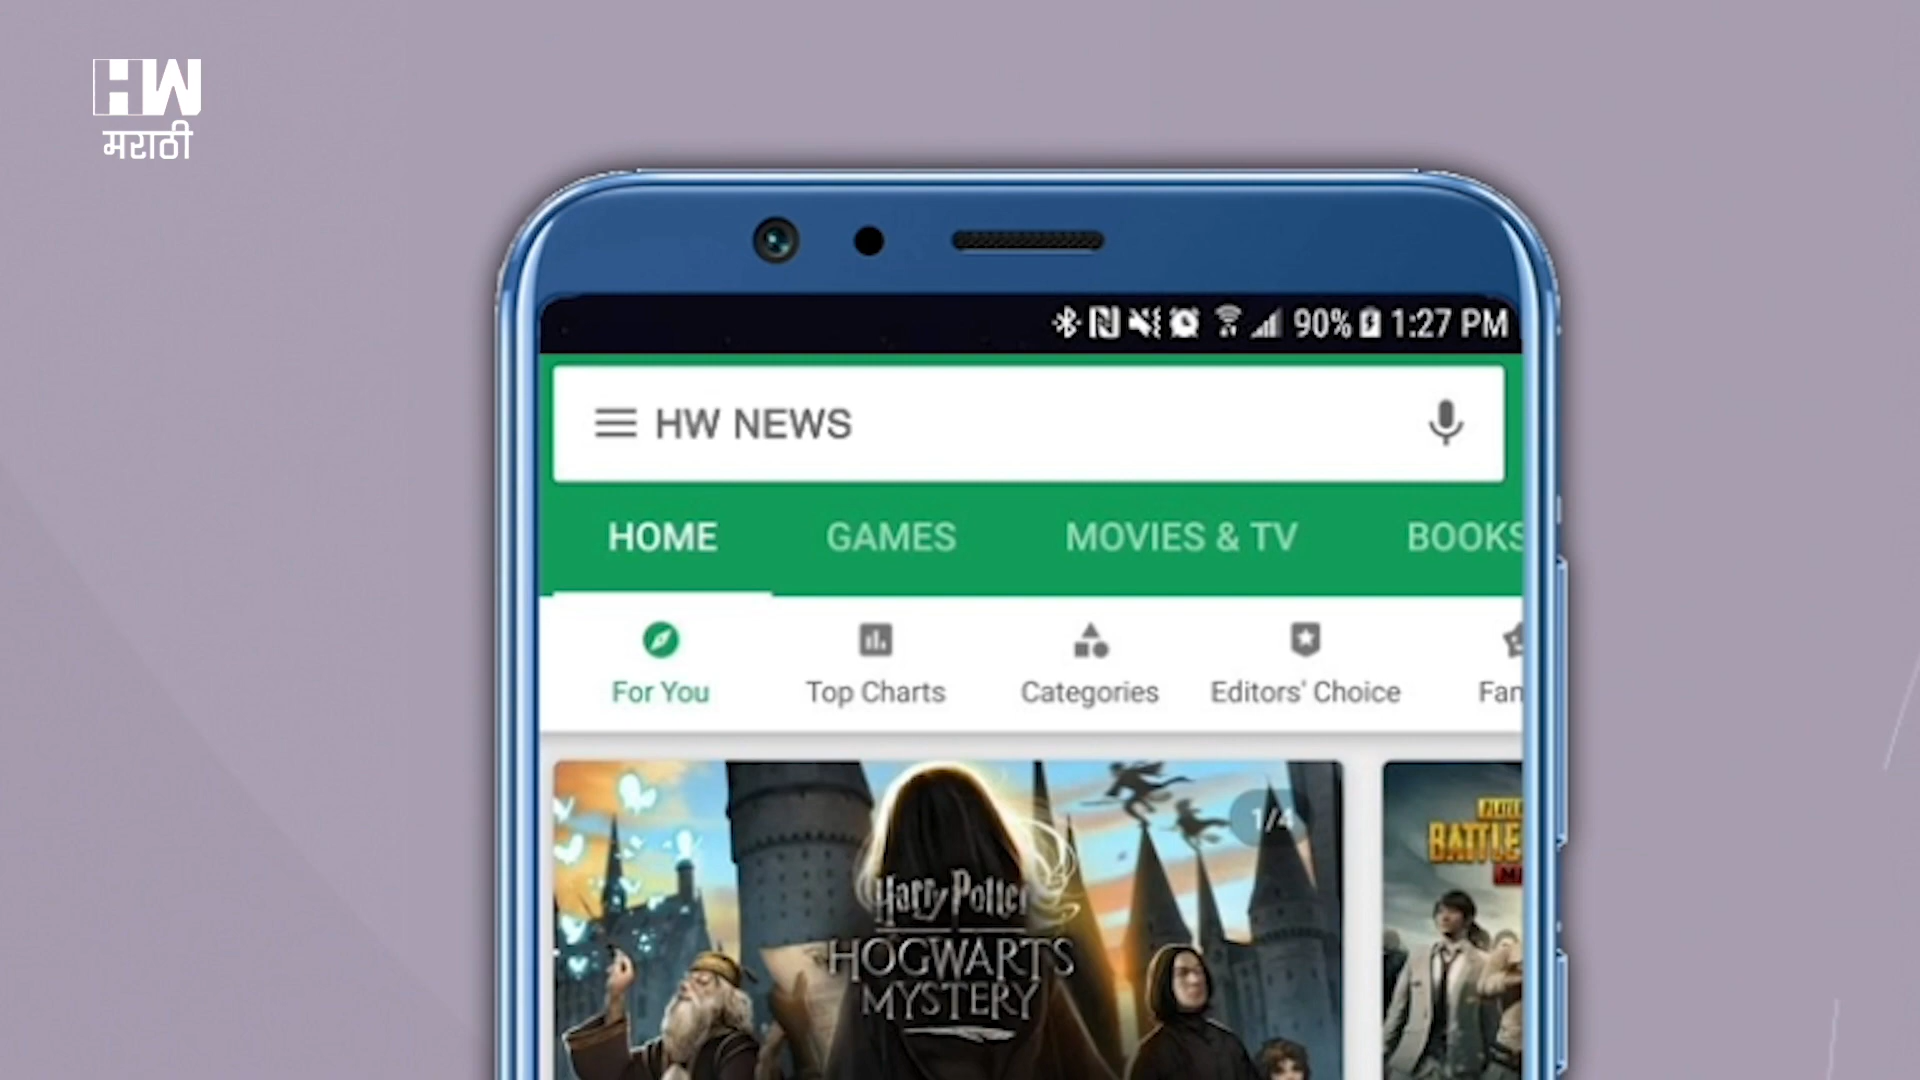 HW
मराठी
90% 1:27 PM
HW NEWS
HOME GAMES MOVIES & TV BOOKS
For You Top Charts Categories Editors' Choice Fan
1/4
Harry Potter
HOGWARTS
MYSTERY
BATTLE